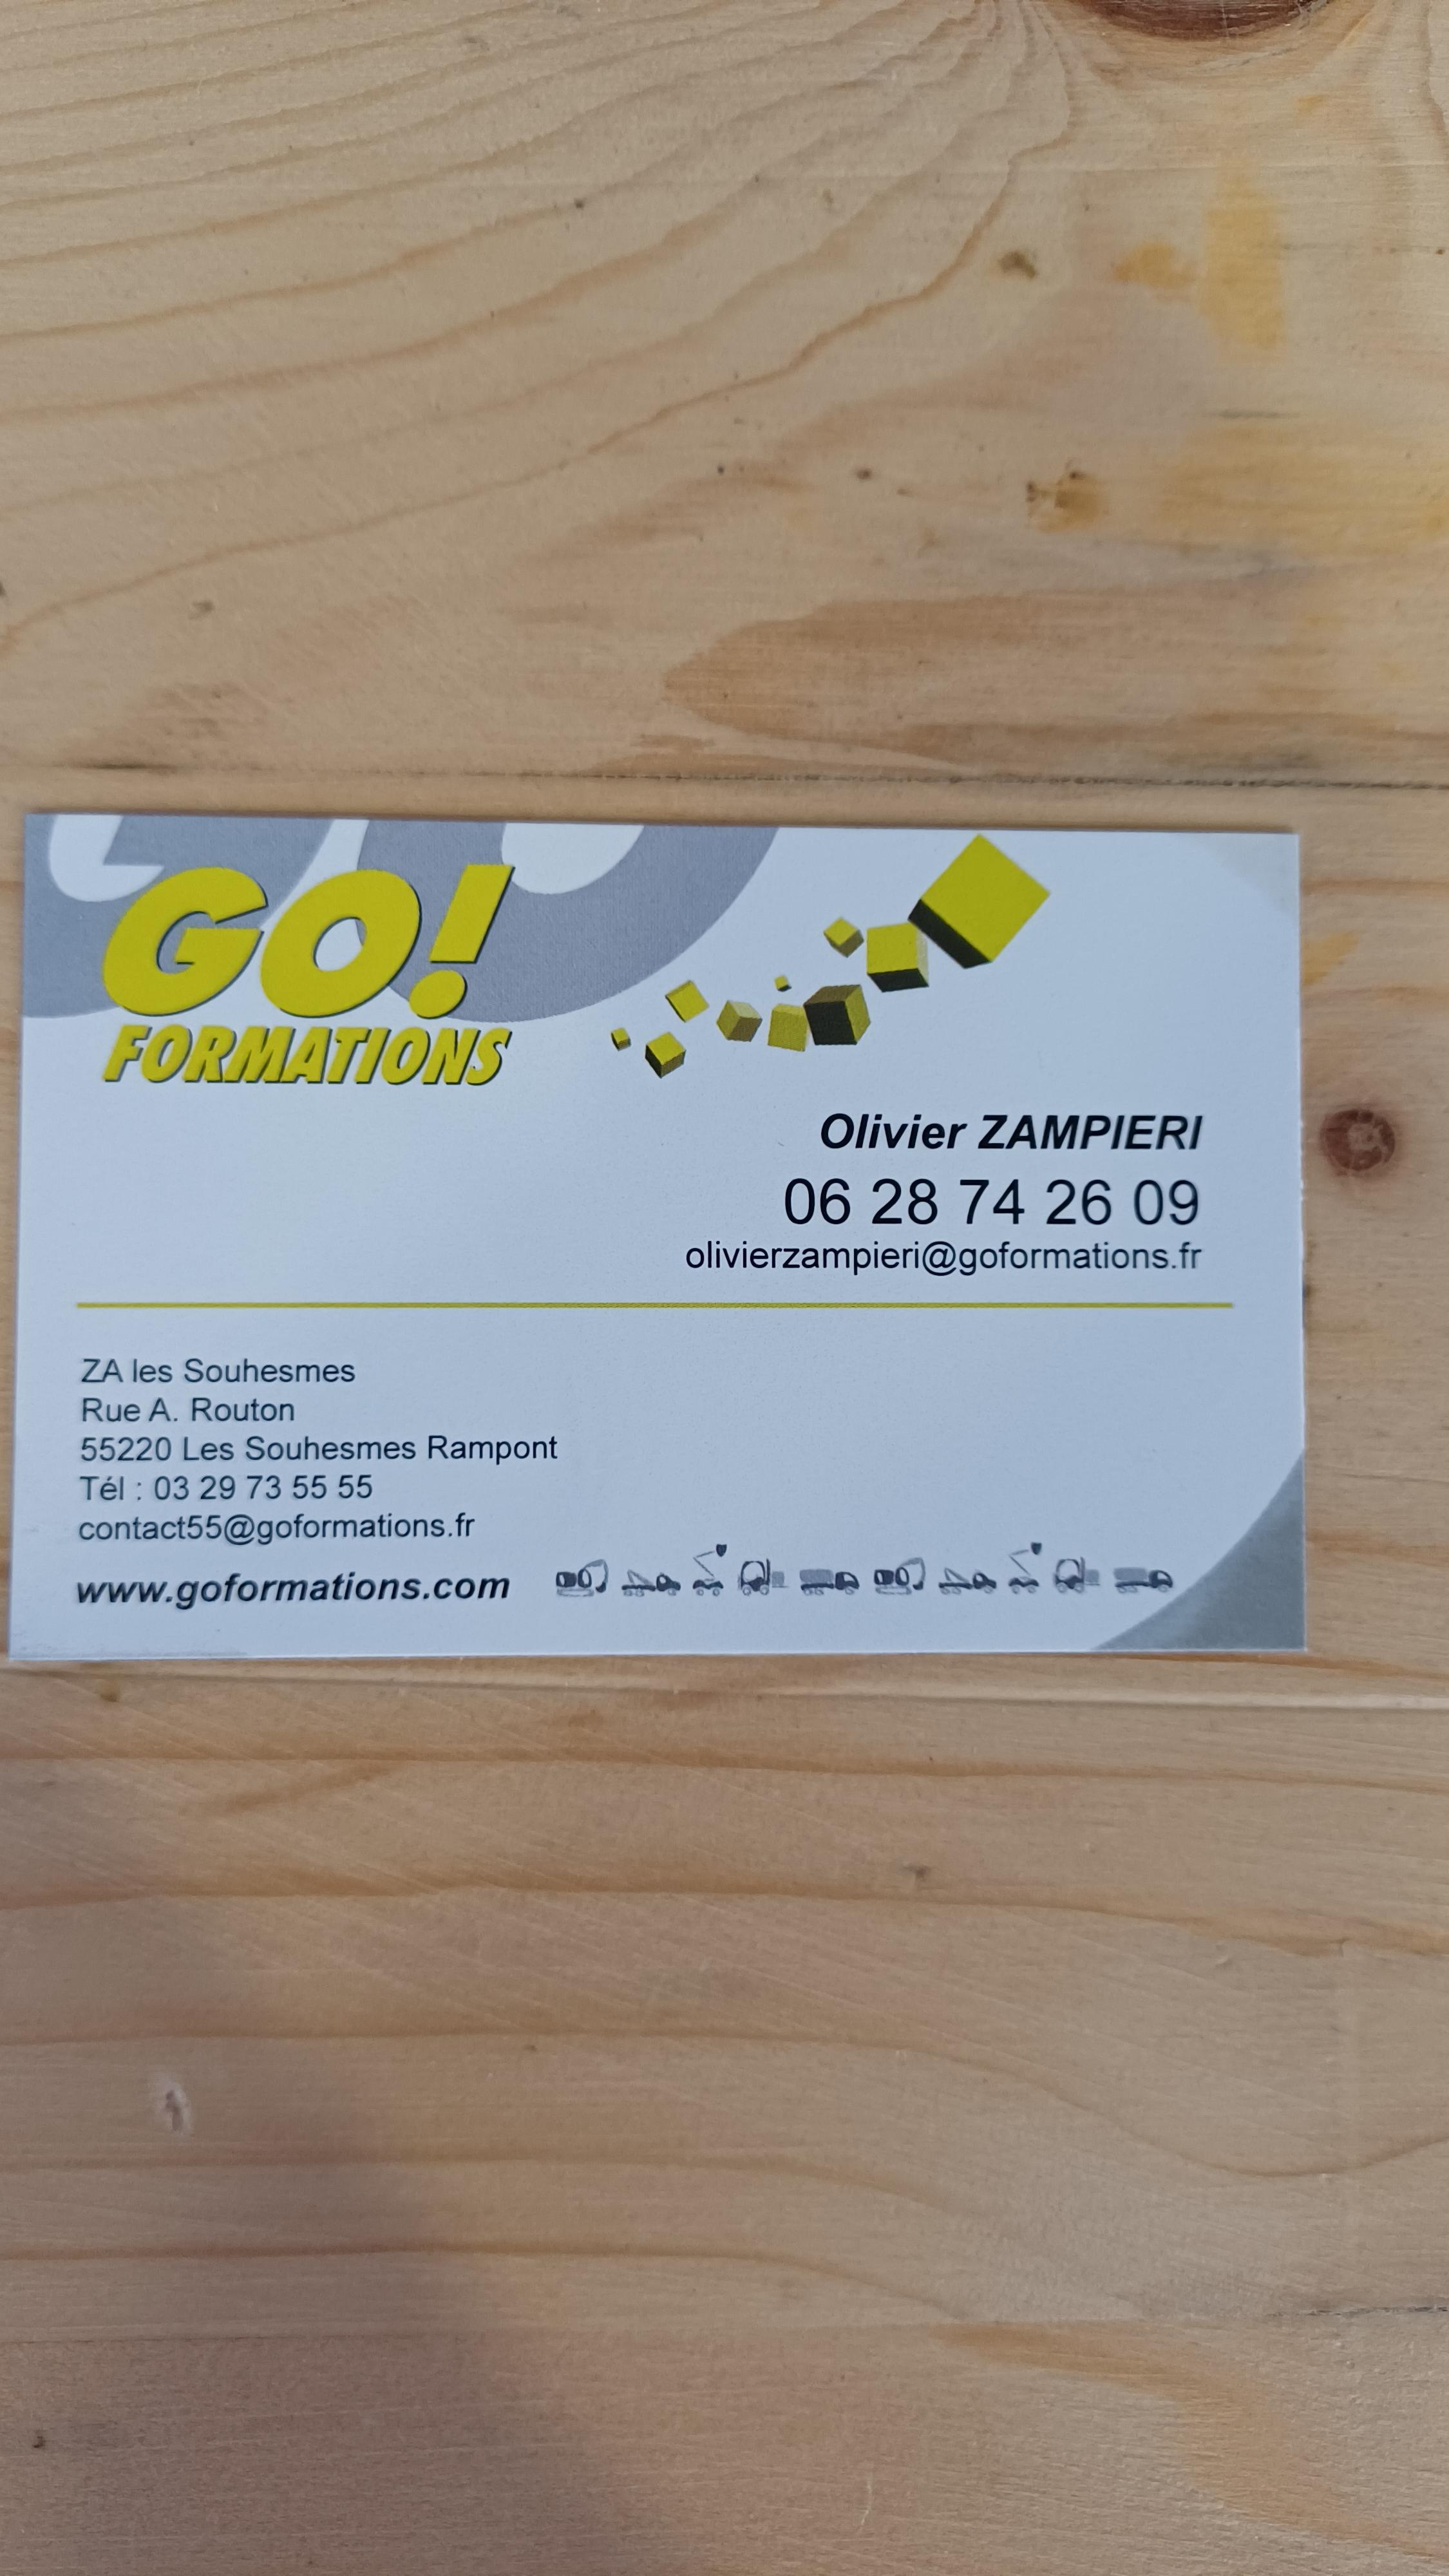 GO!
FORMATIONS
Olivier ZAMPIERI
06 28 74 26 09
olivierzampieri@goformations.fr
ZA les Souhesmes
Rue A. Routon
55220 Les Souhesmes Rampont
Tél : 03 29 73 55 55
contact55@goformations.fr
www.goformations.com